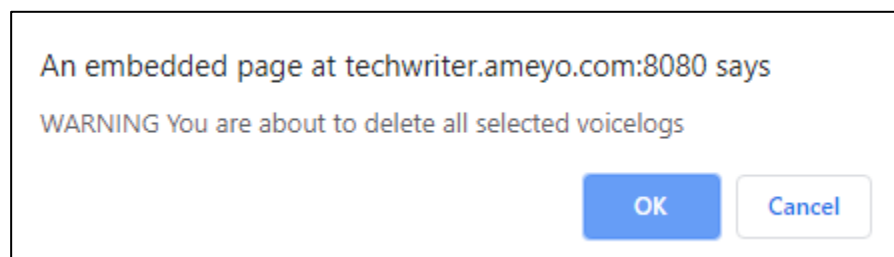 An embedded page at techwriter.ameyo.com:8080 says
WARNING You are about to delete all selected voicelogs
OK Cancel